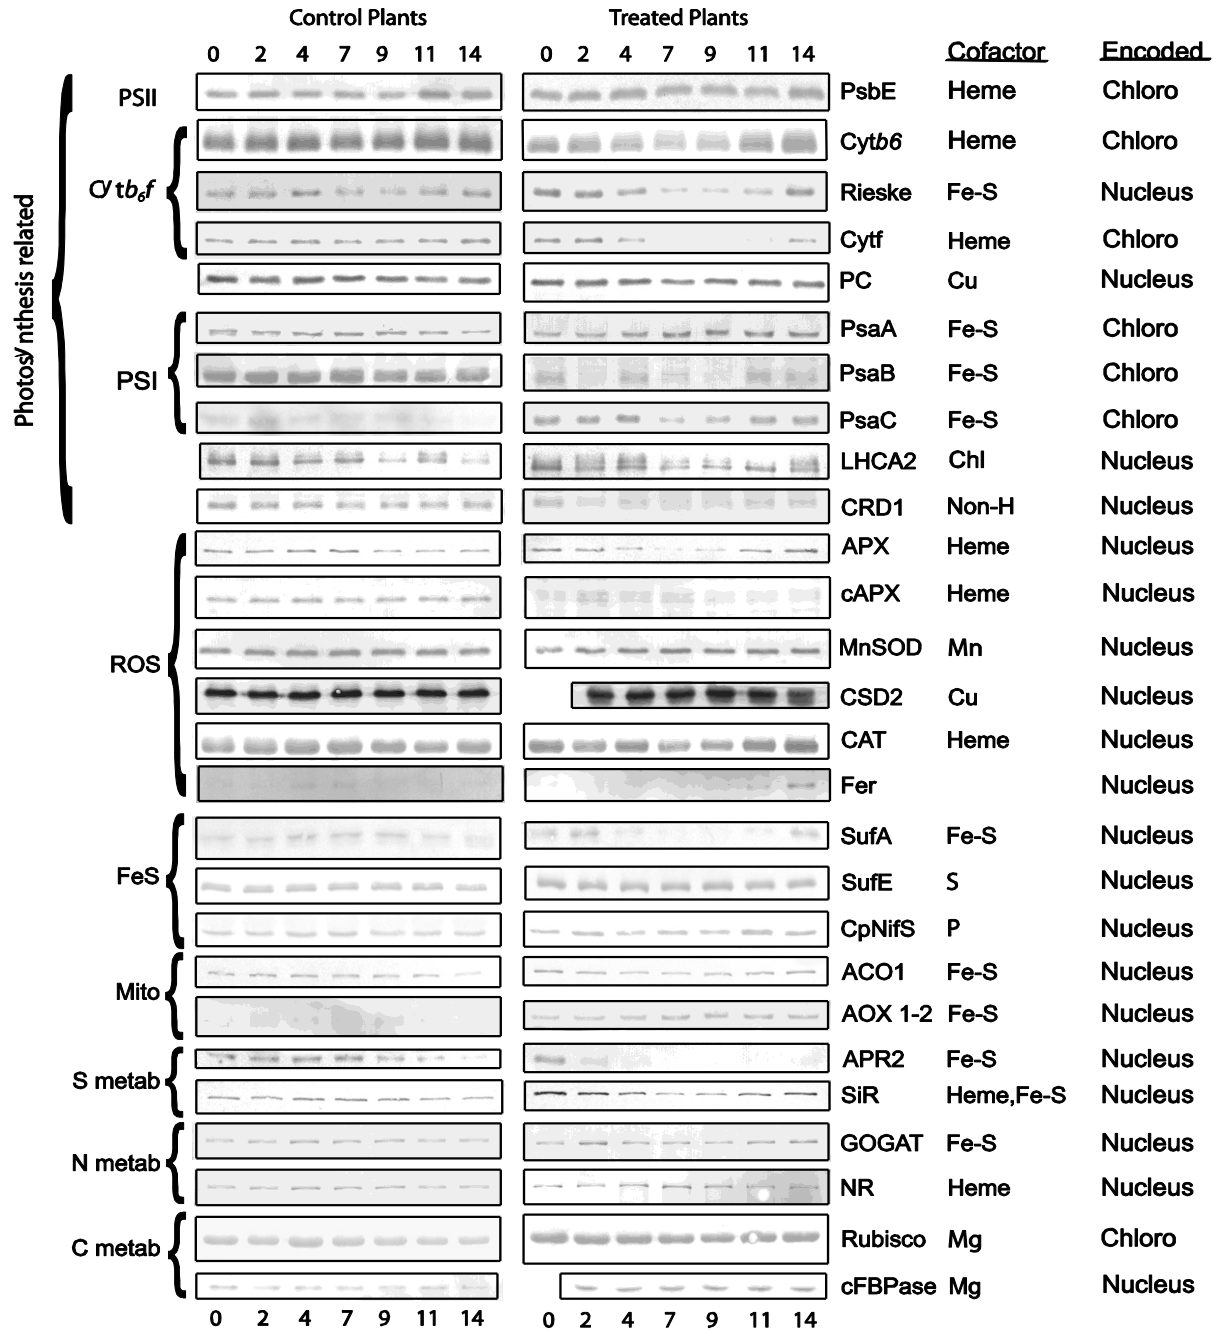 Control Plants Treated Plants
0 2 4 7 9 11 14 0 2 4 7 9 11 14 Cofactor Encoded
Photosynthesis related
PSII PsbE Heme Chloro
Cytb6f
Cytb6 Heme Chloro
Rieske Fe-S Nucleus
Cytf Heme Chloro
PC Cu Nucleus
PSI
PsaA Fe-S Chloro
PsaB Fe-S Chloro
PsaC Fe-S Chloro
LHCA2 Chl Nucleus
CRD1 Non-H Nucleus
ROS
APX Heme Nucleus
cAPX Heme Nucleus
MnSOD Mn Nucleus
CSD2 Cu Nucleus
CAT Heme Nucleus
Fer Nucleus
FeS
SufA Fe-S Nucleus
SufE S Nucleus
CpNifS P Nucleus
Mito
ACO1 Fe-S Nucleus
AOX 1-2 Fe-S Nucleus
S metab
APR2 Fe-S Nucleus
SiR Heme,Fe-S Nucleus
N metab
GOGAT Fe-S Nucleus
NR Heme Nucleus
C metab
Rubisco Mg Chloro
cFBPase Mg Nucleus
0 2 4 7 9 11 14 0 2 4 7 9 11 14